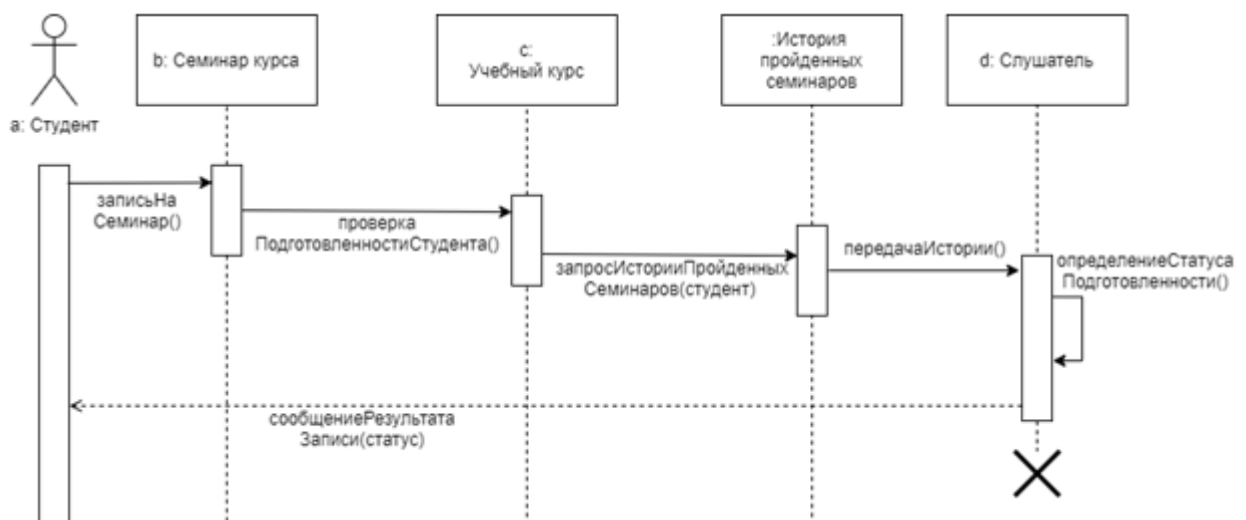 a: Студент
b: Семинар курса
c:
Учебный курс
:История
пройденных
семинаров
d: Слушатель
записьНа
Семинар()
проверка
ПодготовленностиСтудента()
запросИсторииПройденных
Семинаров(студент)
передачаИстории()
определениеСтатуса
Подготовленности()
сообщениеРезультата
Записи(статус)